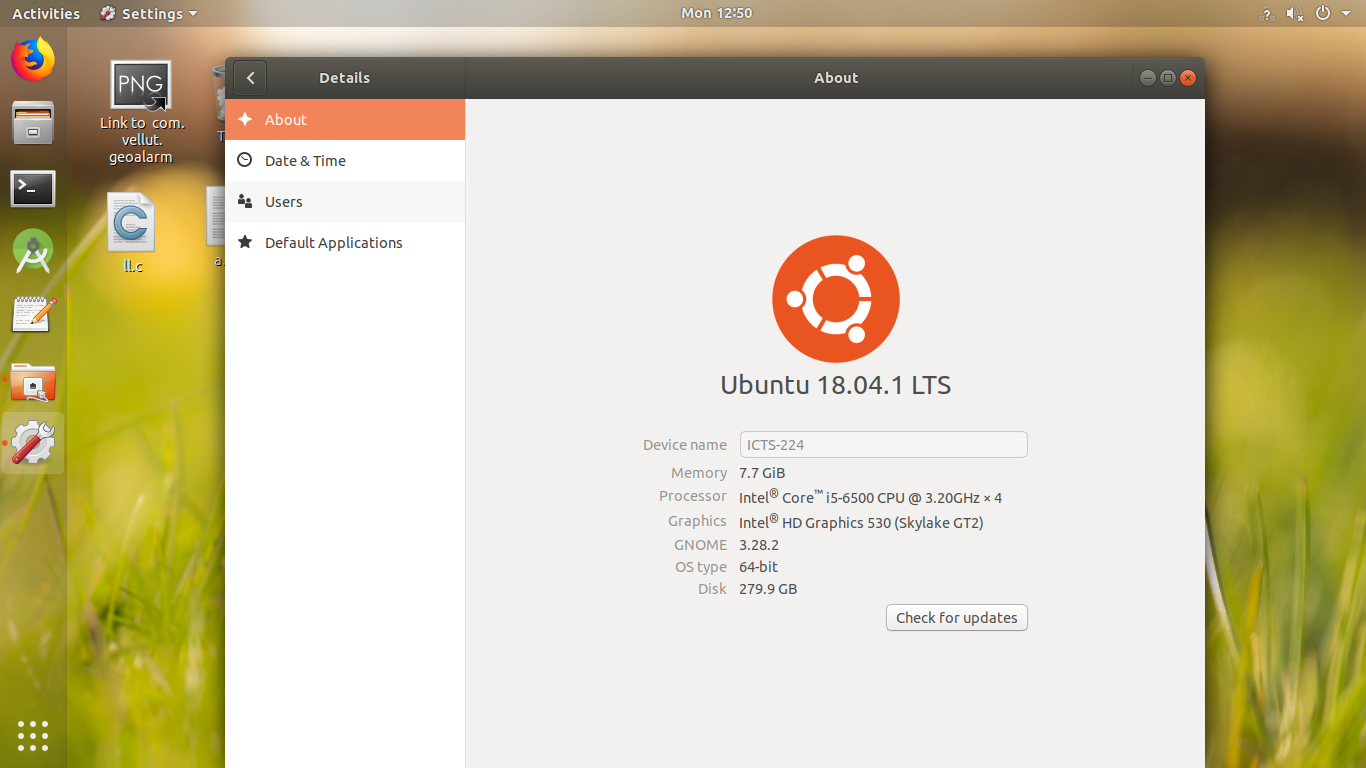 Activities
Settings
Mon 12:50
PNG
Link to com.
vellut.
geoalarm
ll.c
Details
About
About
Date & Time
Users
Default Applications
Ubuntu 18.04.1 LTS
Device name ICTS-224
Memory 7.7 GiB
Processor Intel® Core™ i5-6500 CPU @ 3.20GHz × 4
Graphics Intel® HD Graphics 530 (Skylake GT2)
GNOME 3.28.2
OS type 64-bit
Disk 279.9 GB
Check for updates